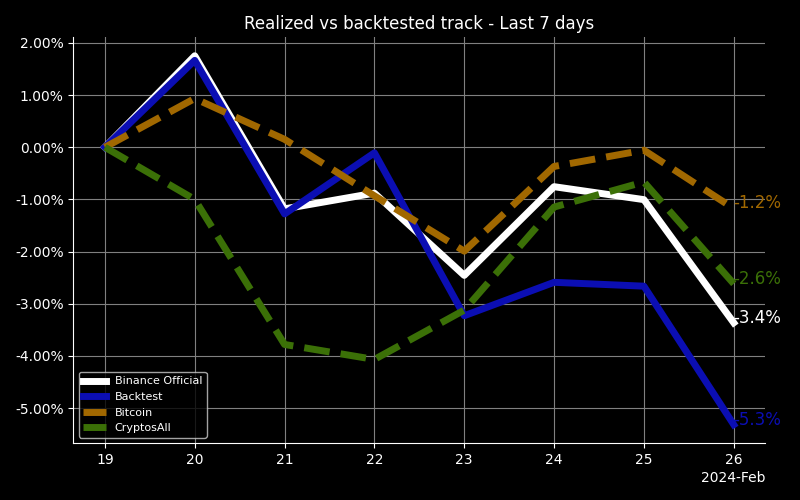 Realized vs backtested track - Last 7 days
2.00%
1.00%
0.00%
-1.00%
-2.00%
-3.00%
-4.00%
-5.00%
-1.2%
-2.6%
-3.4%
-5.3%
Binance Official
Backtest
Bitcoin
CryptosAll
19 20 21 22 23 24 25 26
2024-Feb